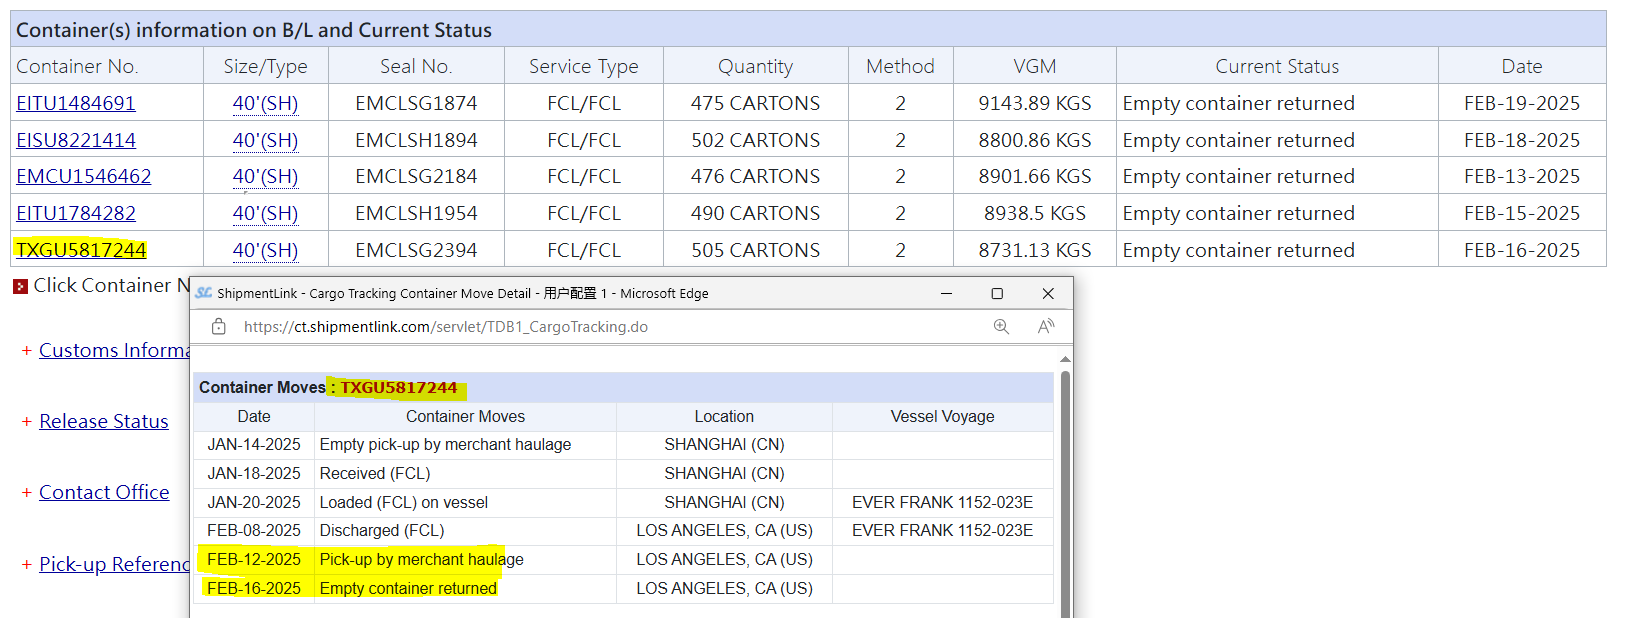 Container(s) information on B/L and Current Status
Container No. Size/Type Seal No. Service Type Quantity Method VGM Current Status Date
EITU1484691 40'(SH) EMCLSG1874 FCL/FCL 475 CARTONS 2 9143.89 KGS Empty container returned FEB-19-2025
EISU8221414 40'(SH) EMCLSH1894 FCL/FCL 502 CARTONS 2 8800.86 KGS Empty container returned FEB-18-2025
EMCU1546462 40'(SH) EMCLSG2184 FCL/FCL 476 CARTONS 2 8901.66 KGS Empty container returned FEB-13-2025
EITU1784282 40'(SH) EMCLSH1954 FCL/FCL 490 CARTONS 2 8938.5 KGS Empty container returned FEB-15-2025
TXGU5817244 40'(SH) EMCLSG2394 FCL/FCL 505 CARTONS 2 8731.13 KGS Empty container returned FEB-16-2025
Click Container N
+ Customs Informa
+ Release Status
+ Contact Office
+ Pick-up Referenc
ShipmentLink - Cargo Tracking Container Move Detail - 用户配置 1 - Microsoft Edge
https://ct.shipmentlink.com/servlet/TDB1_CargoTracking.do
Container Moves : TXGU5817244
Date Container Moves Location Vessel Voyage
JAN-14-2025 Empty pick-up by merchant haulage SHANGHAI (CN)
JAN-18-2025 Received (FCL) SHANGHAI (CN)
JAN-20-2025 Loaded (FCL) on vessel SHANGHAI (CN) EVER FRANK 1152-023E
FEB-08-2025 Discharged (FCL) LOS ANGELES, CA (US) EVER FRANK 1152-023E
FEB-12-2025 Pick-up by merchant haulage LOS ANGELES, CA (US)
FEB-16-2025 Empty container returned LOS ANGELES, CA (US)